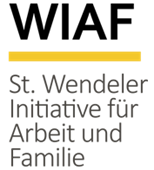 WIAF
St. Wendeler
Initiative für
Arbeit und
Familie